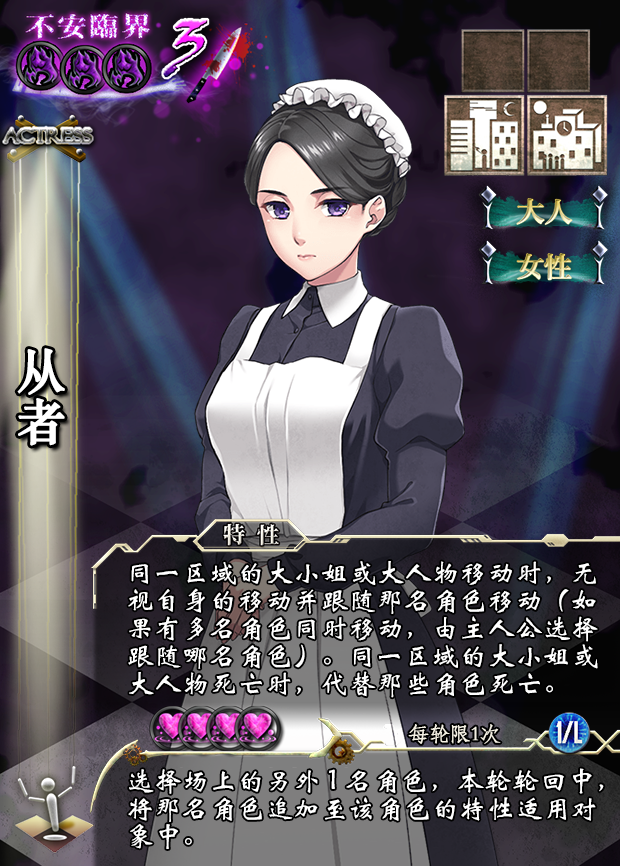 不安臨界 3
ACTRESS
大人
女性
从者
特性
同一区域的大小姐或大人物移动时，无
视自身的移动并跟随那名角色移动（如
果有多名角色同时移动，由主人公选择
跟随哪名角色）。同一区域的大小姐或
大人物死亡时，代替那些角色死亡。
每轮限1次
1/L
选择场上的另外1名角色，本轮轮回中，
将那名角色追加至该角色的特性适用对
象中。